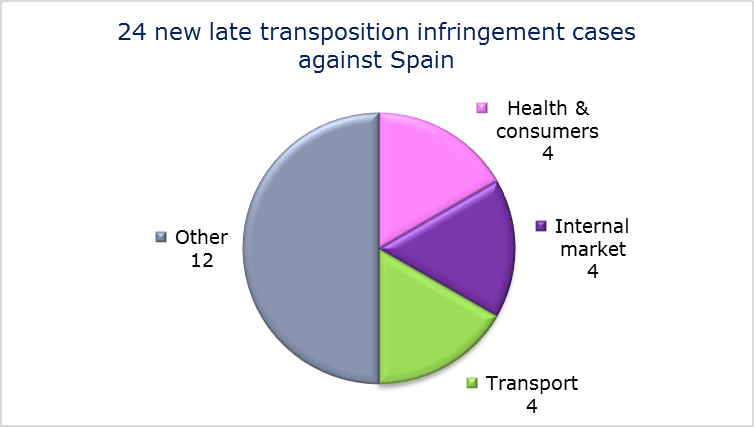 24 new late transposition infringement cases
against Spain
Health &
consumers
4
Internal
market
4
Transport
4
Other
12